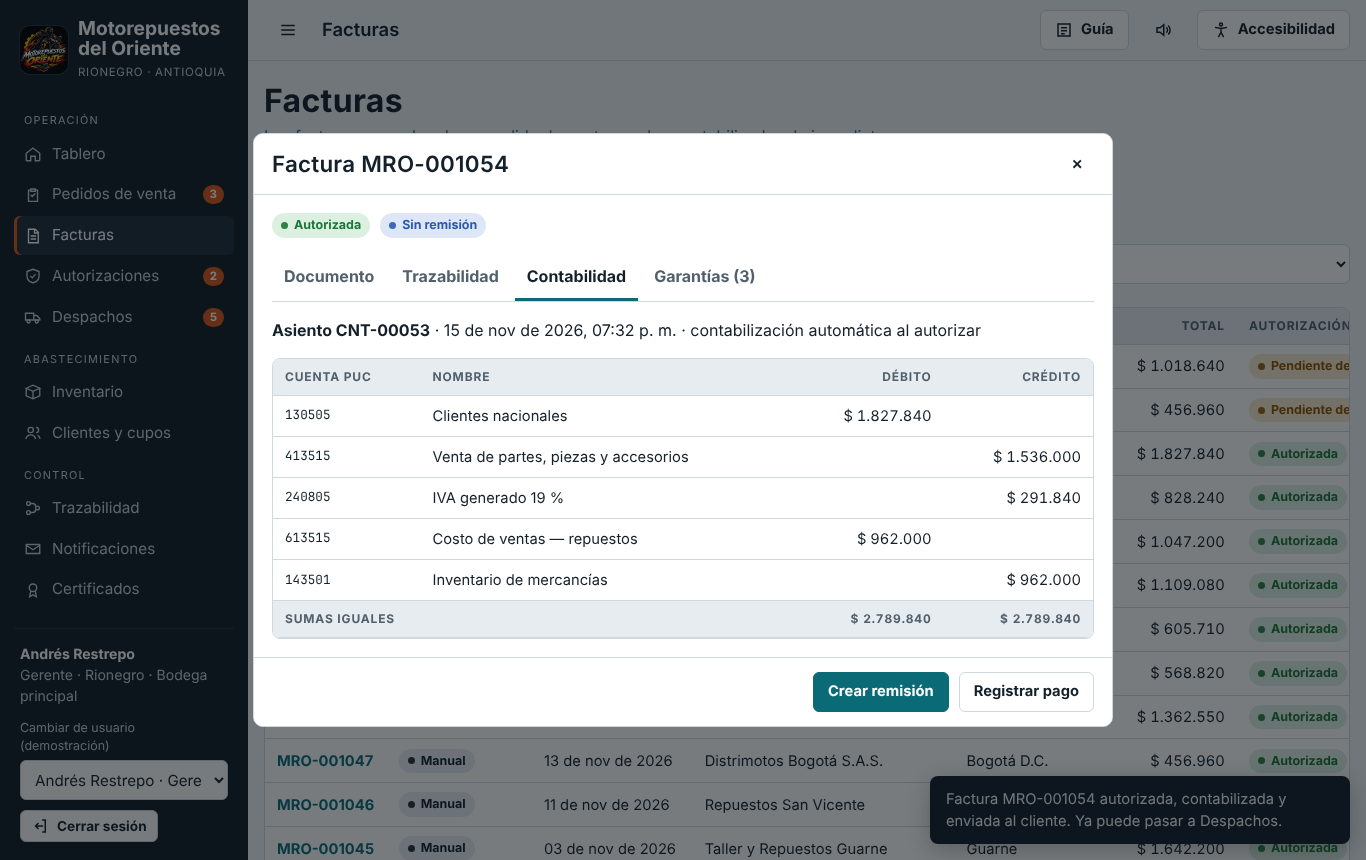 Motorepuestos
del Oriente
RIONEGRO · ANTIOQUIA
OPERACIÓN
Tablero
Pedidos de venta 3
Facturas
Autorizaciones 2
Despachos 5
ABASTECIMIENTO
Inventario
Clientes y cupos
CONTROL
Trazabilidad
Notificaciones
Certificados
Andrés Restrepo
Gerente · Rionegro · Bodega
principal
Cambiar de usuario
(demostración)
Andrés Restrepo · Gere
Cerrar sesión
Facturas
Guía
Accesibilidad
Facturas
Factura MRO-001054
×
Autorizada Sin remisión
Documento Trazabilidad Contabilidad Garantías (3)
Asiento CNT-00053 · 15 de nov de 2026, 07:32 p. m. · contabilización automática al autorizar
CUENTA PUC NOMBRE DÉBITO CRÉDITO
130505 Clientes nacionales $ 1.827.840
413515 Venta de partes, piezas y accesorios $ 1.536.000
240805 IVA generado 19 % $ 291.840
613515 Costo de ventas — repuestos $ 962.000
143501 Inventario de mercancías $ 962.000
SUMAS IGUALES $ 2.789.840 $ 2.789.840
Crear remisión Registrar pago
TOTAL AUTORIZACIÓN
$ 1.018.640 Pendiente de
$ 456.960 Pendiente de
$ 1.827.840 Autorizada
$ 828.240 Autorizada
$ 1.047.200 Autorizada
$ 1.109.080 Autorizada
$ 605.710 Autorizada
$ 568.820 Autorizada
$ 1.362.550 Autorizada
MRO-001047 Manual 13 de nov de 2026 Distrimotos Bogotá S.A.S. Bogotá D.C. $ 456.960 Autorizada
MRO-001046 Manual 11 de nov de 2026 Repuestos San Vicente
MRO-001045 Manual 03 de nov de 2026 Taller y Repuestos Guarne Guarne $ 1.642.200 Autorizada
Factura MRO-001054 autorizada, contabilizada y
enviada al cliente. Ya puede pasar a Despachos.